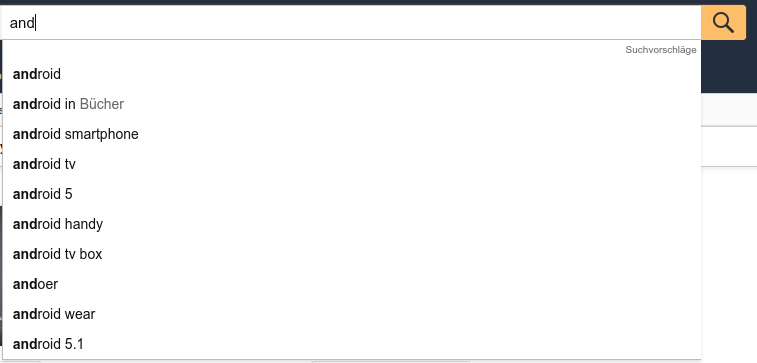 and
Suchvorschläge
android
android in Bücher
android smartphone
android tv
android 5
android handy
android tv box
andoer
android wear
android 5.1